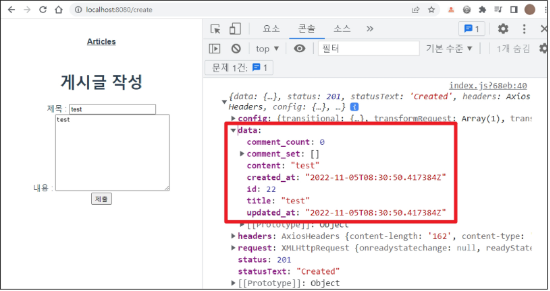 localhost:8080/create
Articles
게시글 작성
제목 : test
test
내용 :
제출
요소 콘솔 소스 1
top 필터 기본 수준 1개 숨김
문제 1건: 1
index.js?68eb:40
{data: {…}, status: 201, statusText: 'Created', headers: Axios
Headers, config: {…}, …}
config: {transitional: {…}, transformRequest: Array(1), trans
data:
comment_count: 0
comment_set: []
content: "test"
created_at: "2022-11-05T08:30:50.417384Z"
id: 22
title: "test"
updated_at: "2022-11-05T08:30:50.417384Z"
[[Prototype]]: Object
headers: AxiosHeaders {content-length: '162', content-type:
request: XMLHttpRequest {onreadystatechange: null, readySta
status: 201
statusText: "Created"
[[Prototype]]: Object